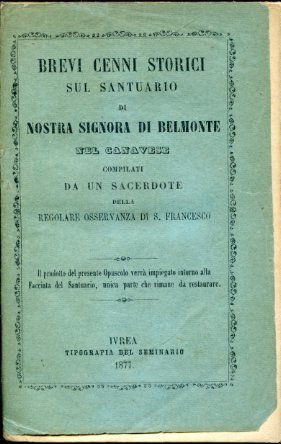 BREVI CENNI STORICI
SUL SANTUARIO
DI
NOSTRA SIGNORA DI BELMONTE
NEL CANAVESE
COMPILATI
DA UN SACERDOTE
DELLA
REGOLARE OSSERVANZA DI S. FRANCESCO
Il prodotto del presente Opuscolo verrà impiegato intorno alla
Facciata del Santuario, unica parte che rimane da restaurare.
IVREA
TIPOGRAFIA DEL SEMINARIO
1877.